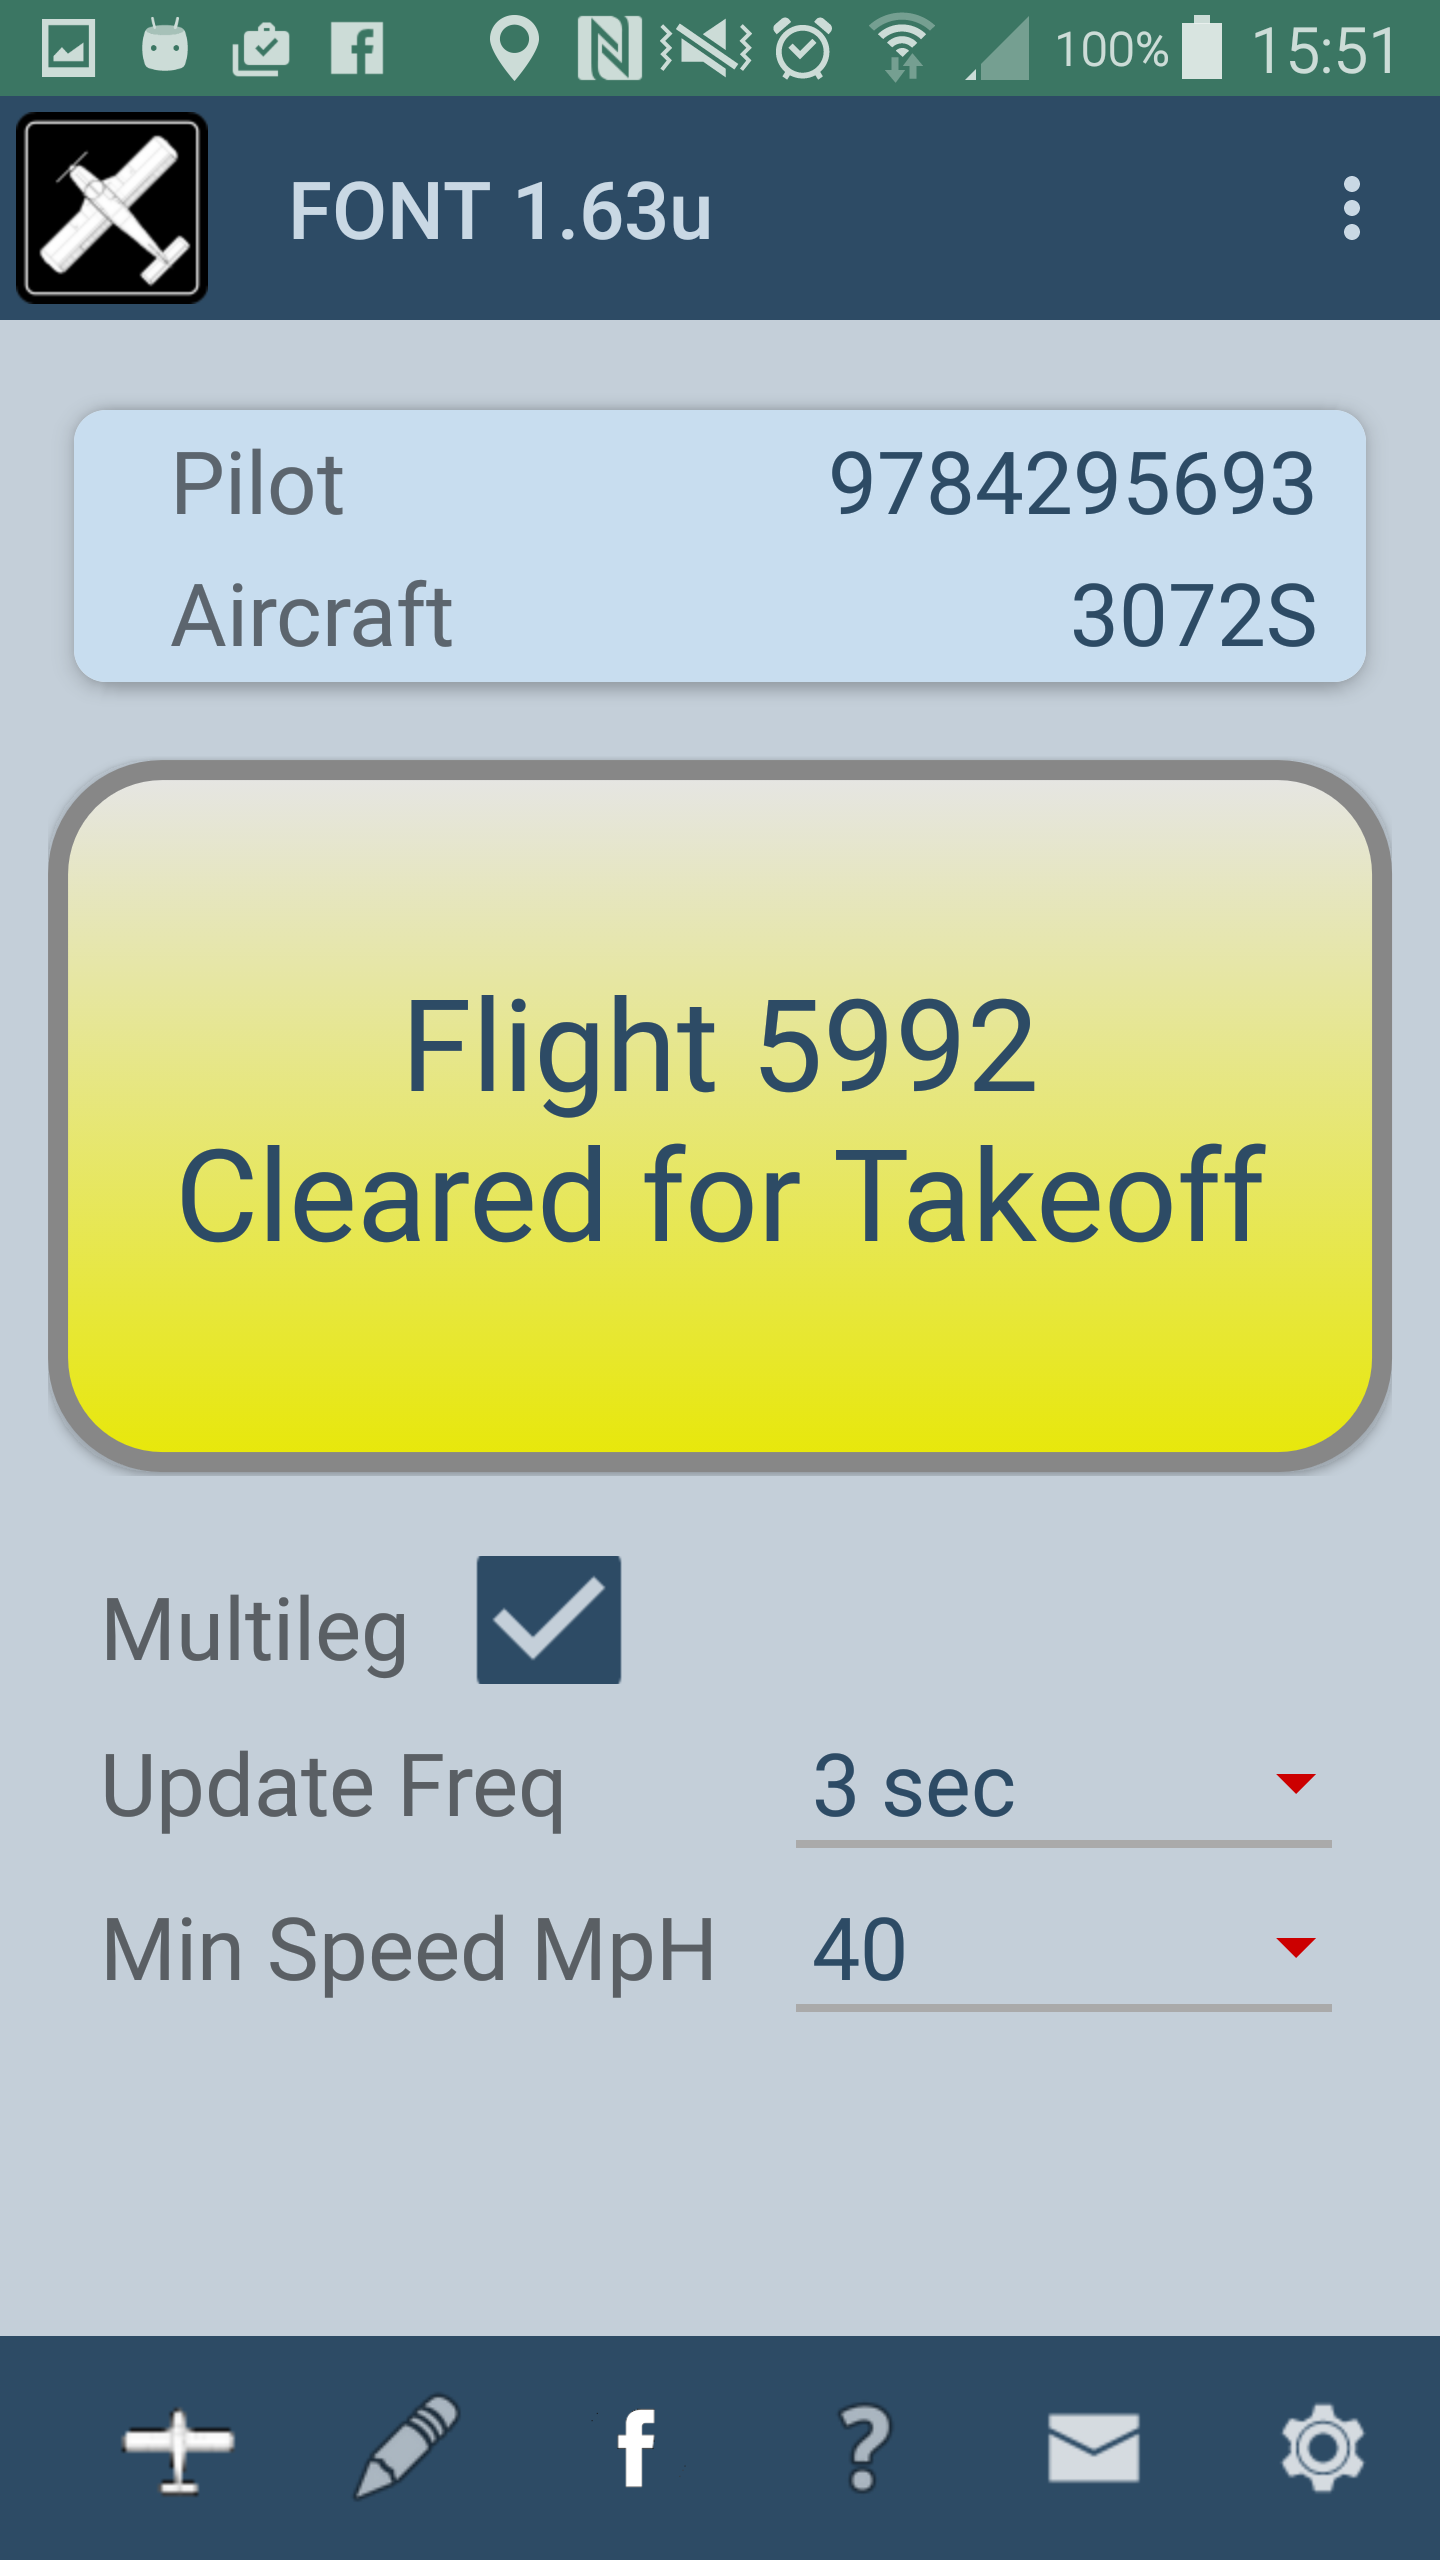 100% 15:51
FONT 1.63u
Pilot 9784295693
Aircraft 3072S
Flight 5992
Cleared for Takeoff
Multileg
Update Freq 3 sec
Min Speed MpH 40